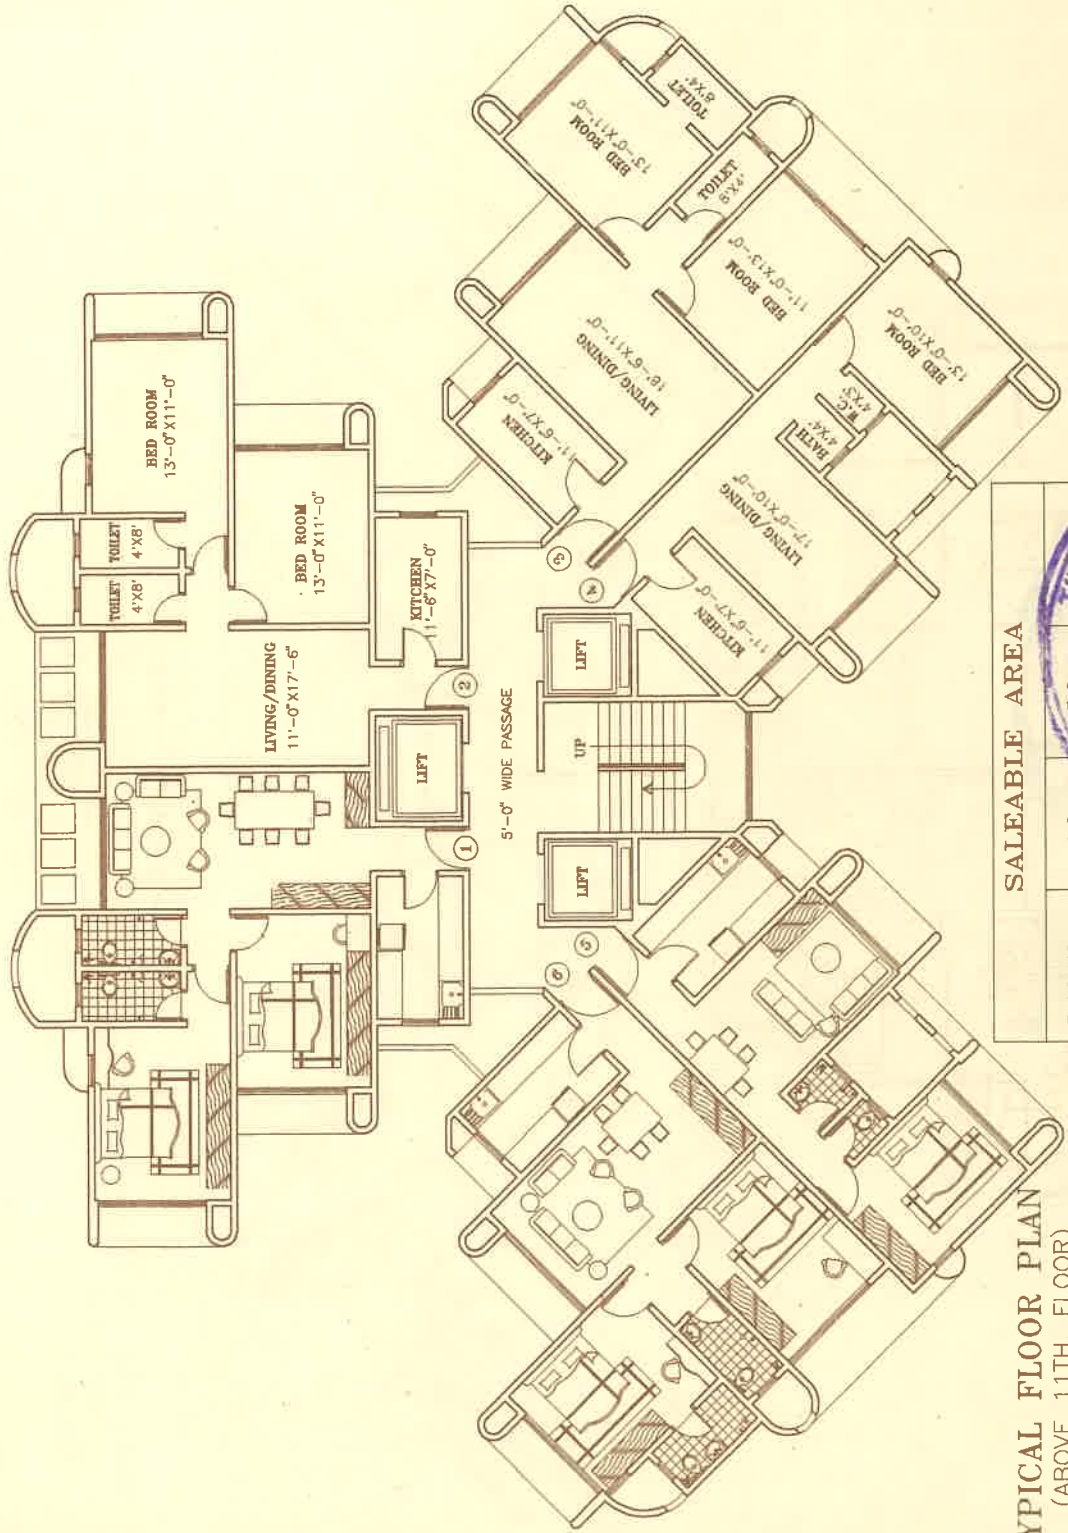 BED ROOM
13'-0"X11'-0"
TOILET
4'X8'
TOILET
4'X8'
BED ROOM
13'-0"X11'-0"
KITCHEN
11'-6"X7'-0"
LIVING/DINING
11'-0"X17'-6"
LIFT
2
1
5'-0" WIDE PASSAGE
LIFT
UP
LIFT
3
4
5
6
BED ROOM
13'-0"X11'-0"
TOILET
8'X4'
TOILET
8'X4'
BED ROOM
11'-0"X13'-0"
LIVING/DINING
KITCHEN
11'-6"X7'-0"
BED ROOM
13'-0"X10'-0"
W.C
4'X3'
BATH
4'X4'
LIVING/DINING
17'-0"X10'-0"
KITCHEN
11'-6"X7'-0"
SALEABLE AREA
YPICAL FLOOR PLAN
(ABOVE 11TH FLOOR)